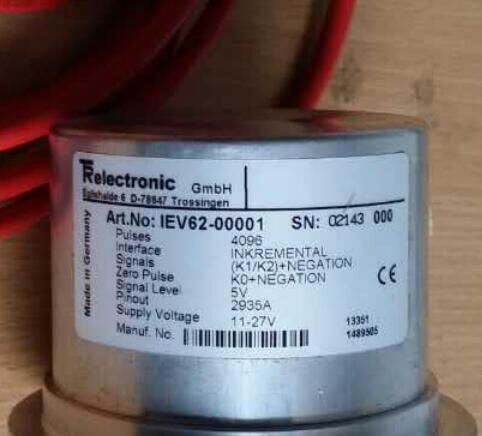 TRelectronic GmbH
Eglishalde 6 D-78647 Trossingen
Made in Germany
Art.No: IEV62-00001 SN: 02143 000
Pulses 4096
Interface INKREMENTAL
Signals (K1/K2)+NEGATION
Zero Pulse K0+NEGATION
Signal Level 5V
Pinout 2935A
Supply Voltage 11-27V
CE
Manuf. No. 13351
1489505